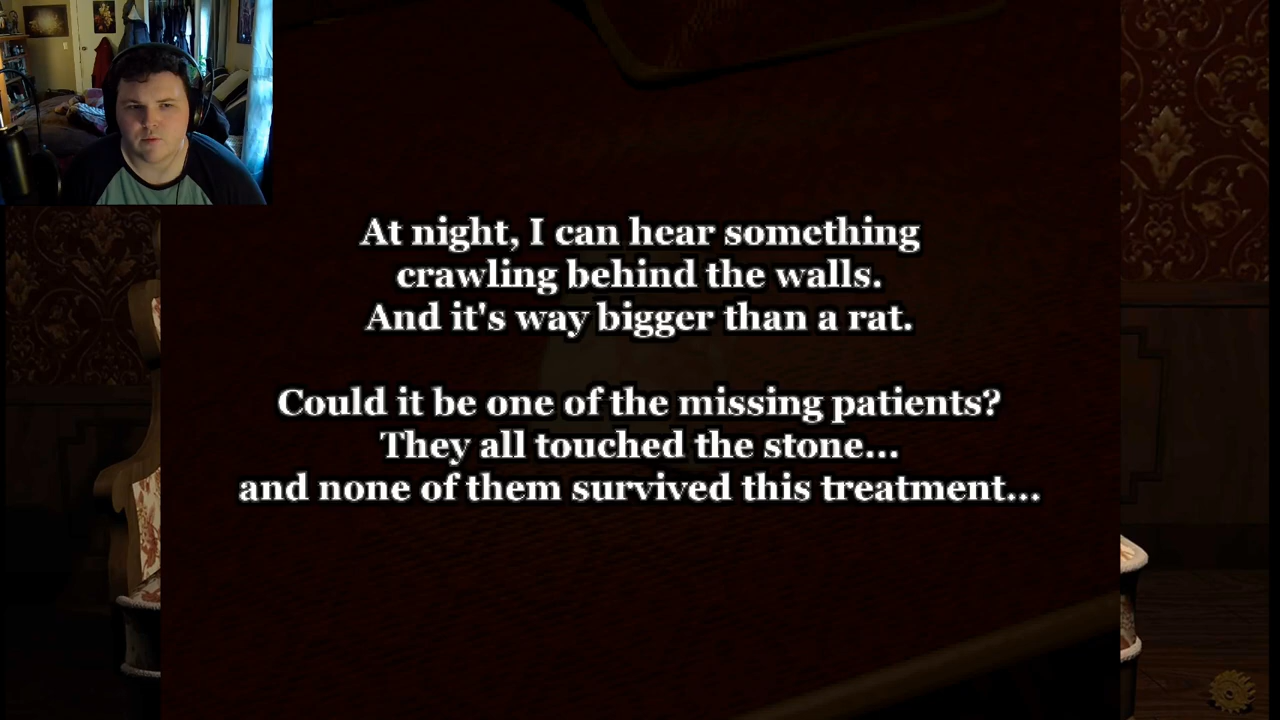 At night, I can hear something
crawling behind the walls.
And it's way bigger than a rat.
Could it be one of the missing patients?
They all touched the stone...
and none of them survived this treatment...